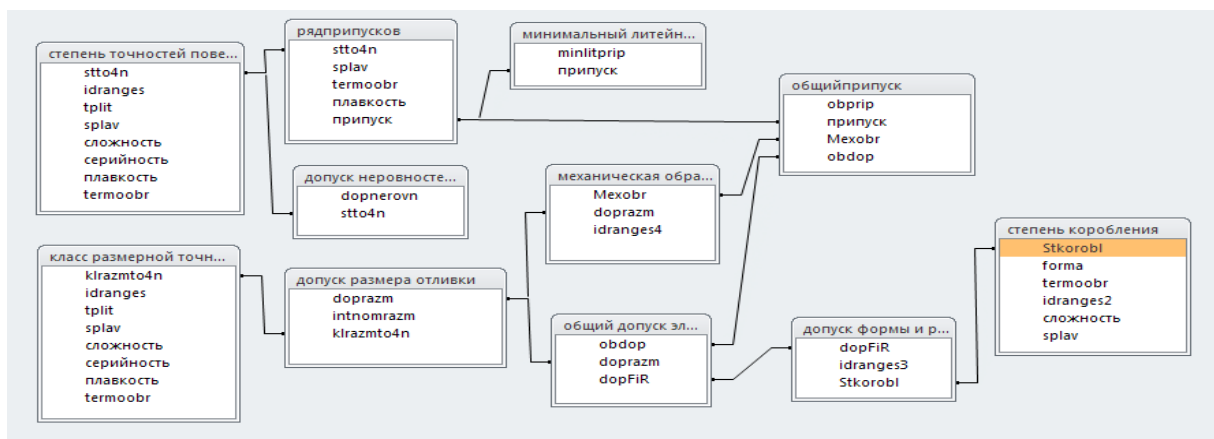 степень точностей пове...
stto4n
idranges
tplit
splav
сложность
серийность
плавкость
termoobr
рядприпусков
stto4n
splav
termoobr
плавкость
припуск
минимальный литейн...
minlitprip
припуск
общийприпуск
obprip
припуск
Mexobr
obdop
допуск неровносте...
dopnerovn
stto4n
механическая обра...
Mexobr
doprazm
idranges4
степень коробления
Stkorobl
forma
termoobr
idranges2
сложность
splav
класс размерной точн...
klrazmto4n
idranges
tplit
splav
сложность
серийность
плавкость
termoobr
допуск размера отливки
doprazm
intnomrazm
klrazmto4n
общий допуск эл...
obdop
doprazm
dopFiR
допуск формы и р...
dopFiR
idranges3
Stkorobl